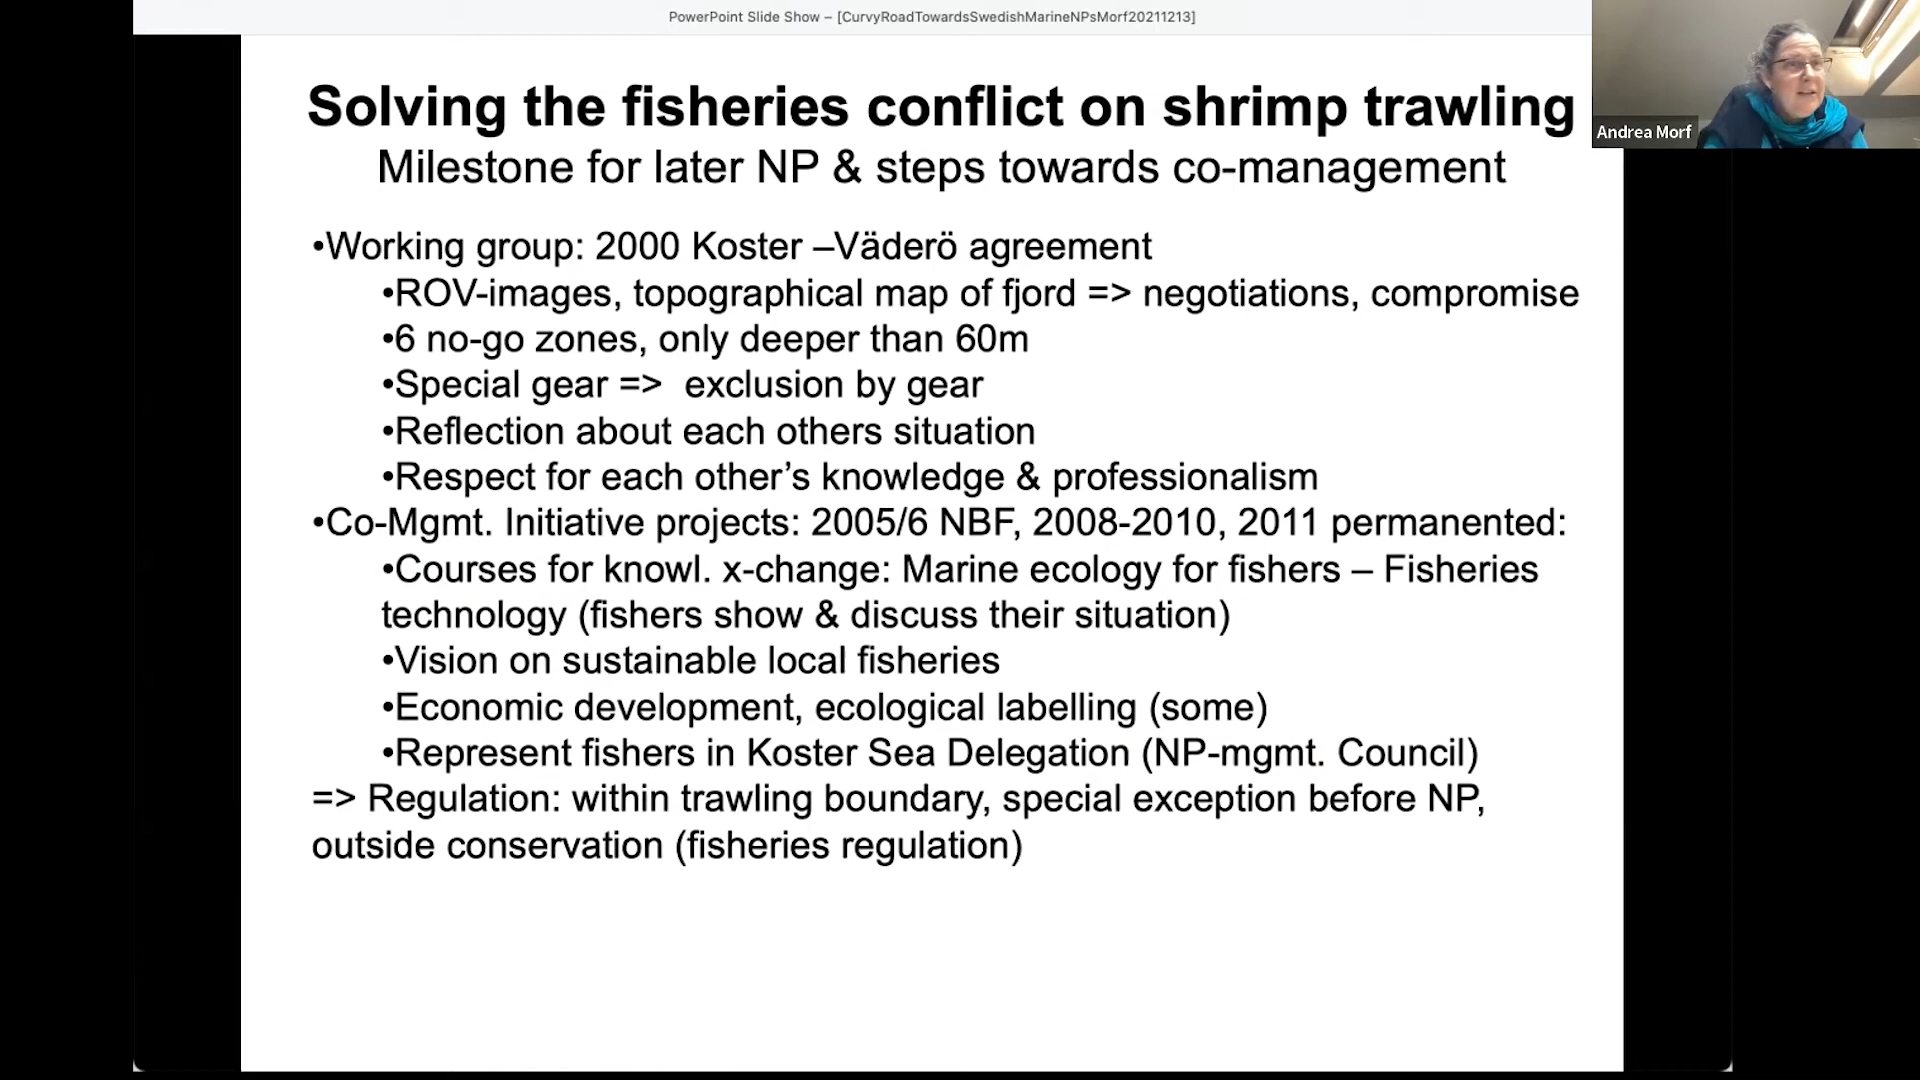 PowerPoint Slide Show – [CurvyRoadTowardsSwedishMarineNPsMorf20211213]
Solving the fisheries conflict on shrimp trawling
Andrea Morf
Milestone for later NP & steps towards co-management
•Working group: 2000 Koster –Väderö agreement
•ROV-images, topographical map of fjord => negotiations, compromise
•6 no-go zones, only deeper than 60m
•Special gear => exclusion by gear
•Reflection about each others situation
•Respect for each other’s knowledge & professionalism
•Co-Mgmt. Initiative projects: 2005/6 NBF, 2008-2010, 2011 permanented:
•Courses for knowl. x-change: Marine ecology for fishers – Fisheries
technology (fishers show & discuss their situation)
•Vision on sustainable local fisheries
•Economic development, ecological labelling (some)
•Represent fishers in Koster Sea Delegation (NP-mgmt. Council)
=> Regulation: within trawling boundary, special exception before NP,
outside conservation (fisheries regulation)